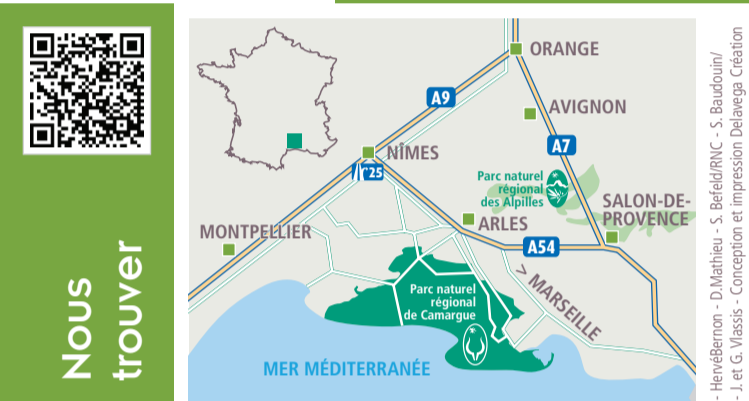 Nous
trouver
ORANGE
A9
AVIGNON
A7
NÎMES
Parc naturel
régional
des Alpilles
SALON-DE-
PROVENCE
MONTPELLIER
ARLES
A54
> MARSEILLE
Parc naturel
régional
de Camargue
MER MÉDITERRANÉE
- HervéBernon - D.Mathieu - S. Befeld/RNC - S. Baudouin/
- J. et G. Vlassis - Conception et impression Delavega Création